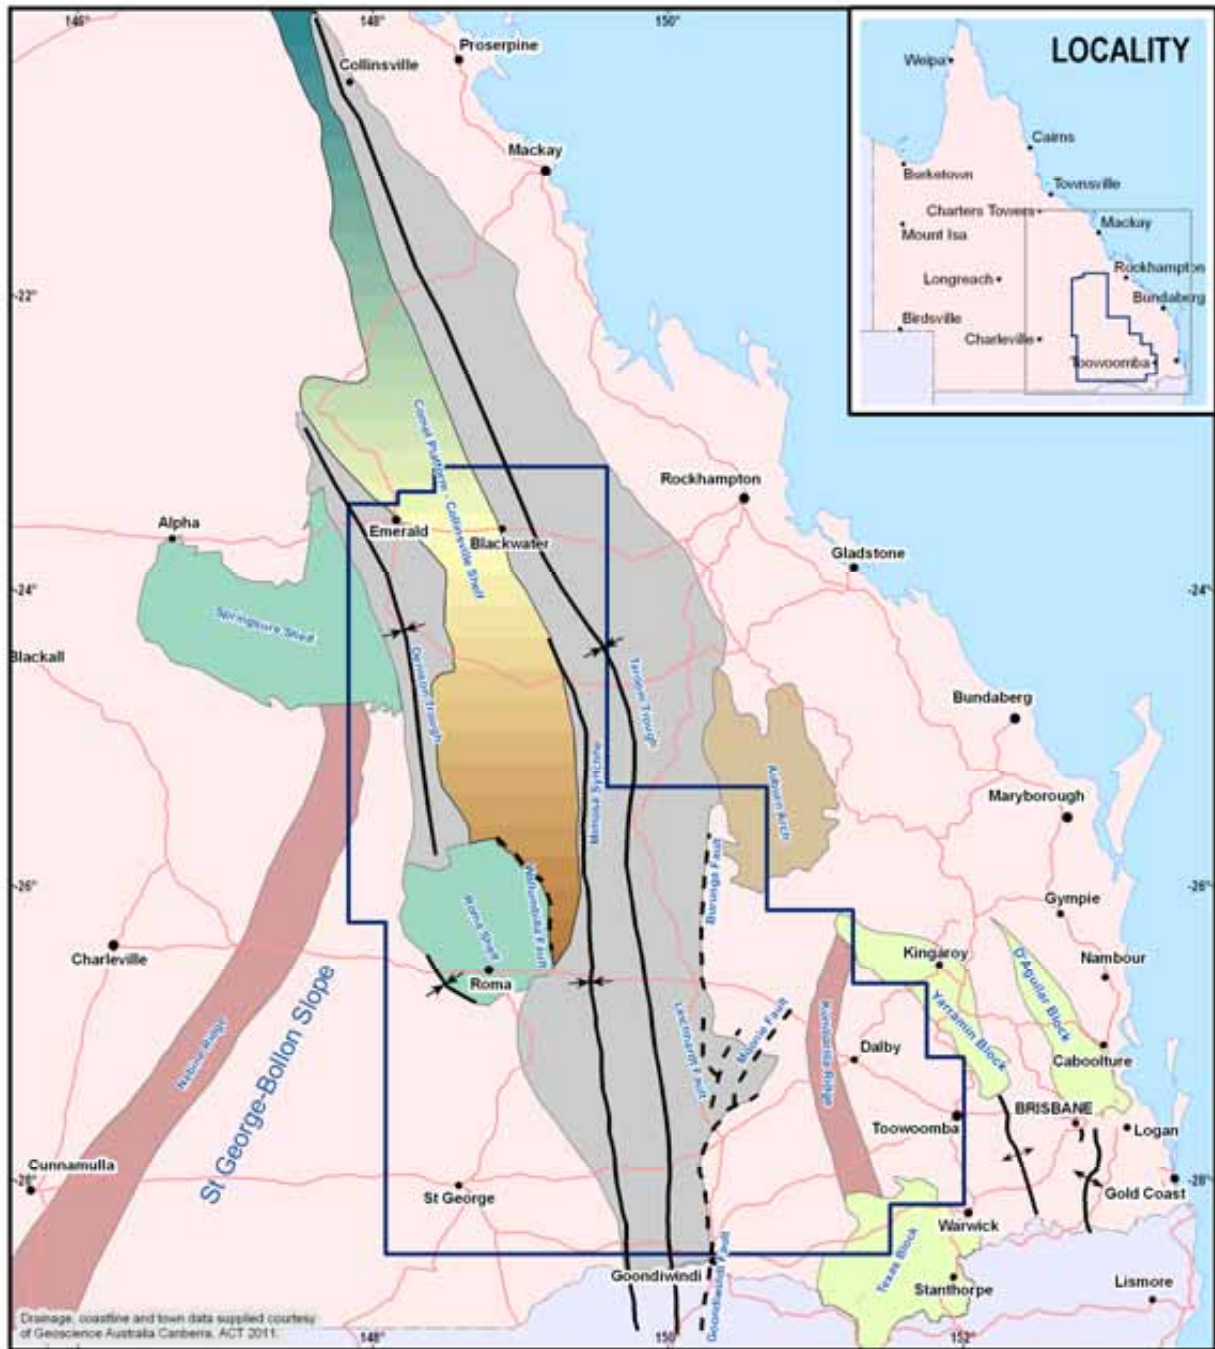 146°
148°
150°
LOCALITY
Weipa
Cairns
Burketown
Townsville
Charters Towers
Mackay
Mount Isa
Rockhampton
Longreach
Bundaberg
Birdsville
Charleville
Toowoomba
Proserpine
Collinsville
Mackay
-22°
Comet Platform - Collinsville Shelf
Rockhampton
Alpha
Emerald
Blackwater
Gladstone
-24°
-24°
Springsure Shelf
Blackall
Denison Trough
Taroom Trough
Bundaberg
Mimosa Syncline
Auburn Arch
Maryborough
-26°
-26°
Wallumbilla Fault
Burunga Fault
Roma Shelf
Gympie
Charleville
Kingaroy
Nambour
Roma
D'Aguilar Block
Yarraman Block
St George-Bollon Slope
Nebine Ridge
Leichhardt Fault
Moonie Fault
Kumbarilla Ridge
Dalby
Caboolture
Toowoomba
BRISBANE
Logan
Cunnamulla
-28°
-28°
St George
Gold Coast
Warwick
Goondiwindi
Goondiwindi Fault
Texas Block
Stanthorpe
Lismore
Drainage, coastline and town data supplied courtesy
of Geoscience Australia Canberra, ACT 2011.
148°
150°
152°